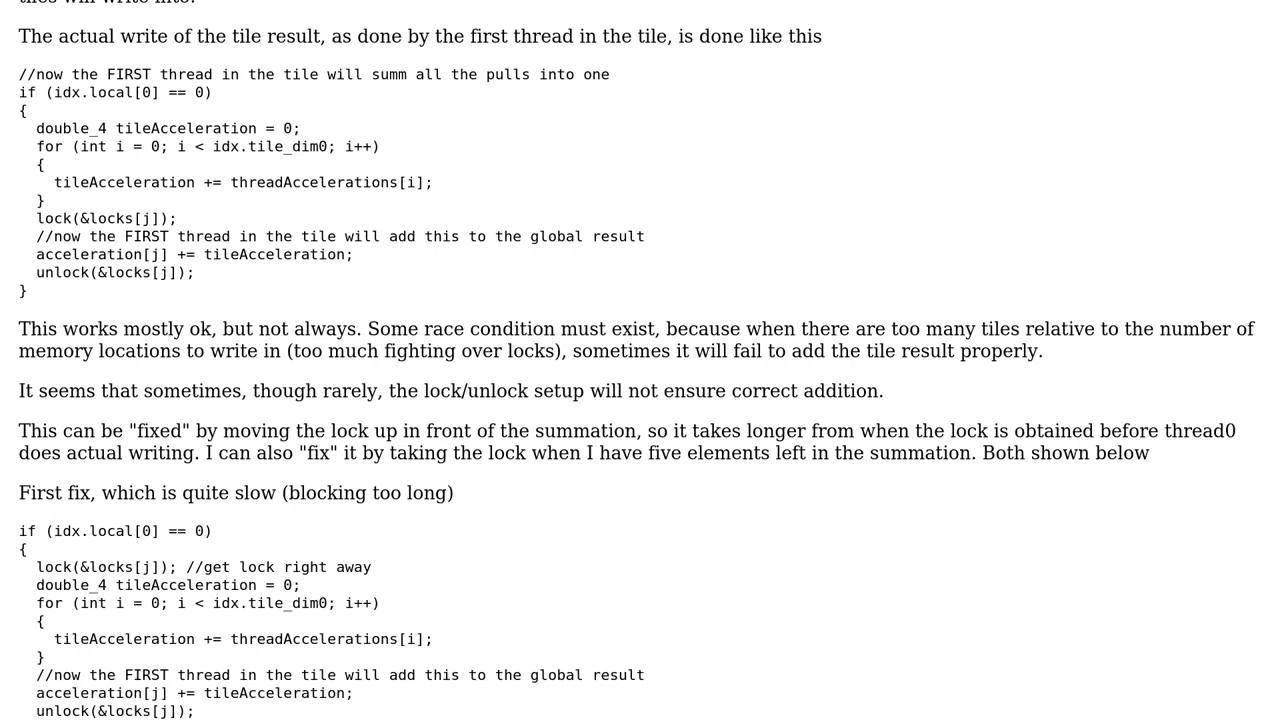 tiles will write into.
The actual write of the tile result, as done by the first thread in the tile, is done like this
//now the FIRST thread in the tile will summ all the pulls into one
if (idx.local[0] == 0)
{
  double_4 tileAcceleration = 0;
  for (int i = 0; i < idx.tile_dim0; i++)
  {
    tileAcceleration += threadAccelerations[i];
  }
  lock(&locks[j]);
  //now the FIRST thread in the tile will add this to the global result
  acceleration[j] += tileAcceleration;
  unlock(&locks[j]);
}
This works mostly ok, but not always. Some race condition must exist, because when there are too many tiles relative to the number of
memory locations to write in (too much fighting over locks), sometimes it will fail to add the tile result properly.
It seems that sometimes, though rarely, the lock/unlock setup will not ensure correct addition.
This can be "fixed" by moving the lock up in front of the summation, so it takes longer from when the lock is obtained before thread0
does actual writing. I can also "fix" it by taking the lock when I have five elements left in the summation. Both shown below
First fix, which is quite slow (blocking too long)
if (idx.local[0] == 0)
{
  lock(&locks[j]); //get lock right away
  double_4 tileAcceleration = 0;
  for (int i = 0; i < idx.tile_dim0; i++)
  {
    tileAcceleration += threadAccelerations[i];
  }
  //now the FIRST thread in the tile will add this to the global result
  acceleration[j] += tileAcceleration;
  unlock(&locks[j]);